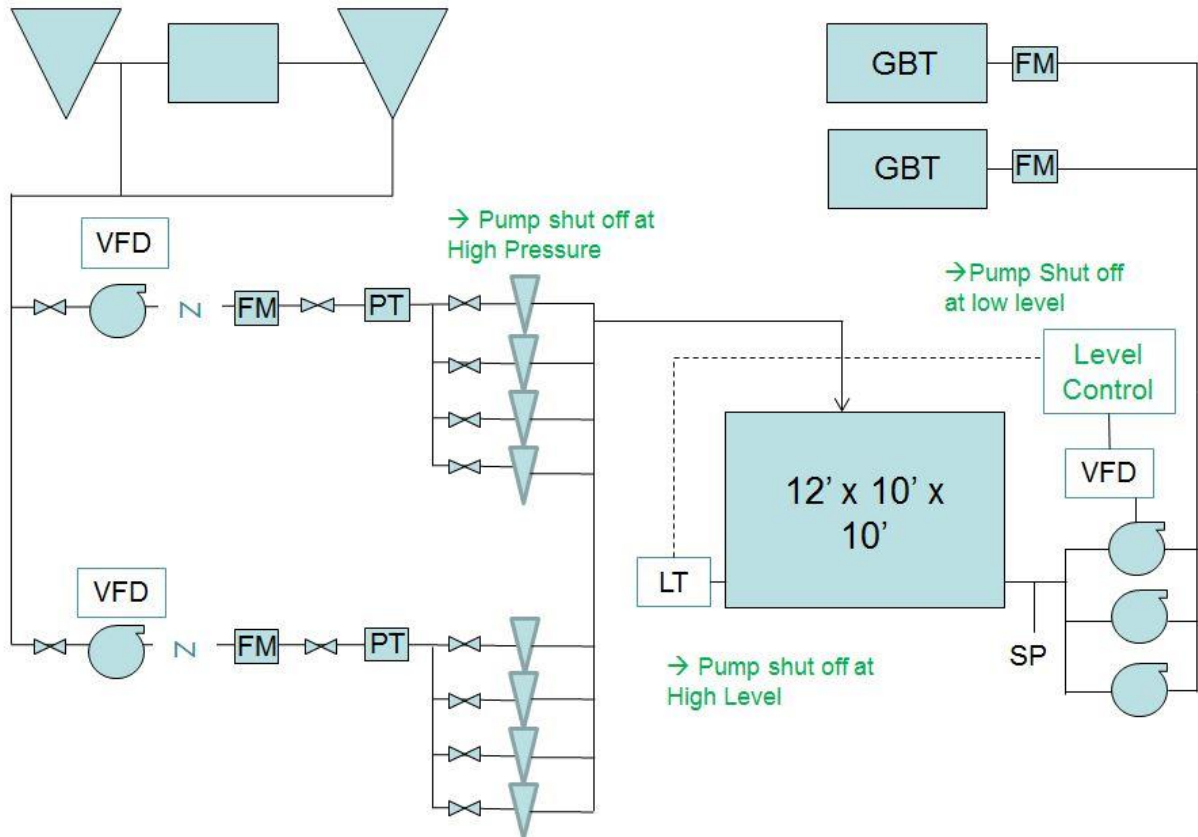 GBT
FM
GBT
FM
VFD
→ Pump shut off at
High Pressure
→Pump Shut off
at low level
FM
PT
Level
Control
VFD
12’ x 10’ x
10’
LT
VFD
SP
FM
PT
→ Pump shut off at
High Level